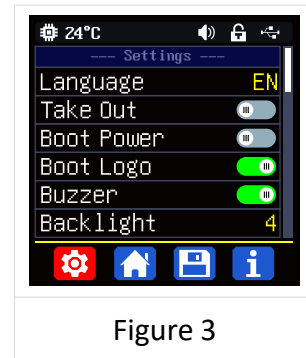 24°C
--- Settings ---
Language EN
Take Out
Boot Power
Boot Logo
Buzzer
Backlight 4
Figure 3